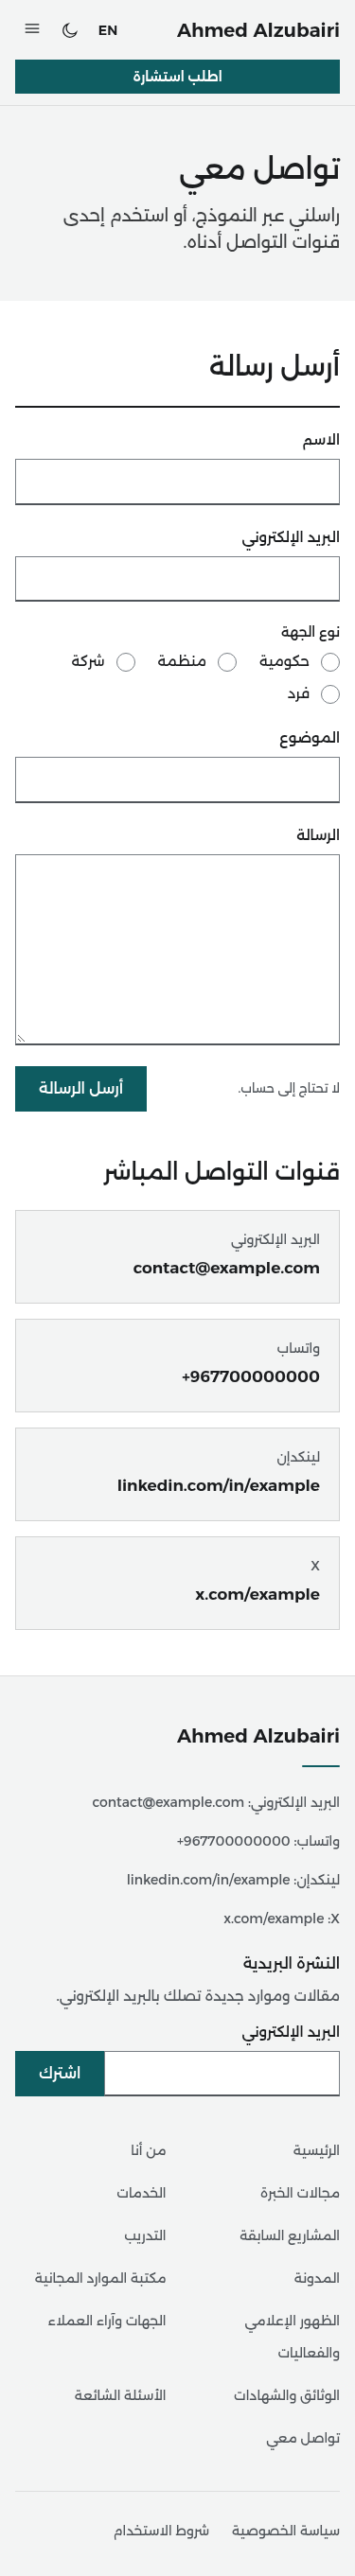 Ahmed Alzubairi
EN
اطلب استشارة
تواصل معي
راسلني عبر النموذج، أو استخدم إحدى
قنوات التواصل أدناه.
أرسل رسالة
الاسم
البريد الإلكتروني
نوع الجهة
حكومية
منظمة
شركة
فرد
الموضوع
الرسالة
لا تحتاج إلى حساب.
أرسل الرسالة
قنوات التواصل المباشر
البريد الإلكتروني
contact@example.com
واتساب
+967700000000
لينكدإن
linkedin.com/in/example
X
x.com/example
Ahmed Alzubairi
البريد الإلكتروني: contact@example.com
واتساب: 967700000000+
لينكدإن: linkedin.com/in/example
X: x.com/example
النشرة البريدية
مقالات وموارد جديدة تصلك بالبريد الإلكتروني.
البريد الإلكتروني
اشترك
الرئيسية
من أنا
مجالات الخبرة
الخدمات
المشاريع السابقة
التدريب
المدونة
مكتبة الموارد المجانية
الظهور الإعلامي
والفعاليات
الجهات وآراء العملاء
الوثائق والشهادات
الأسئلة الشائعة
تواصل معي
سياسة الخصوصية
شروط الاستخدام